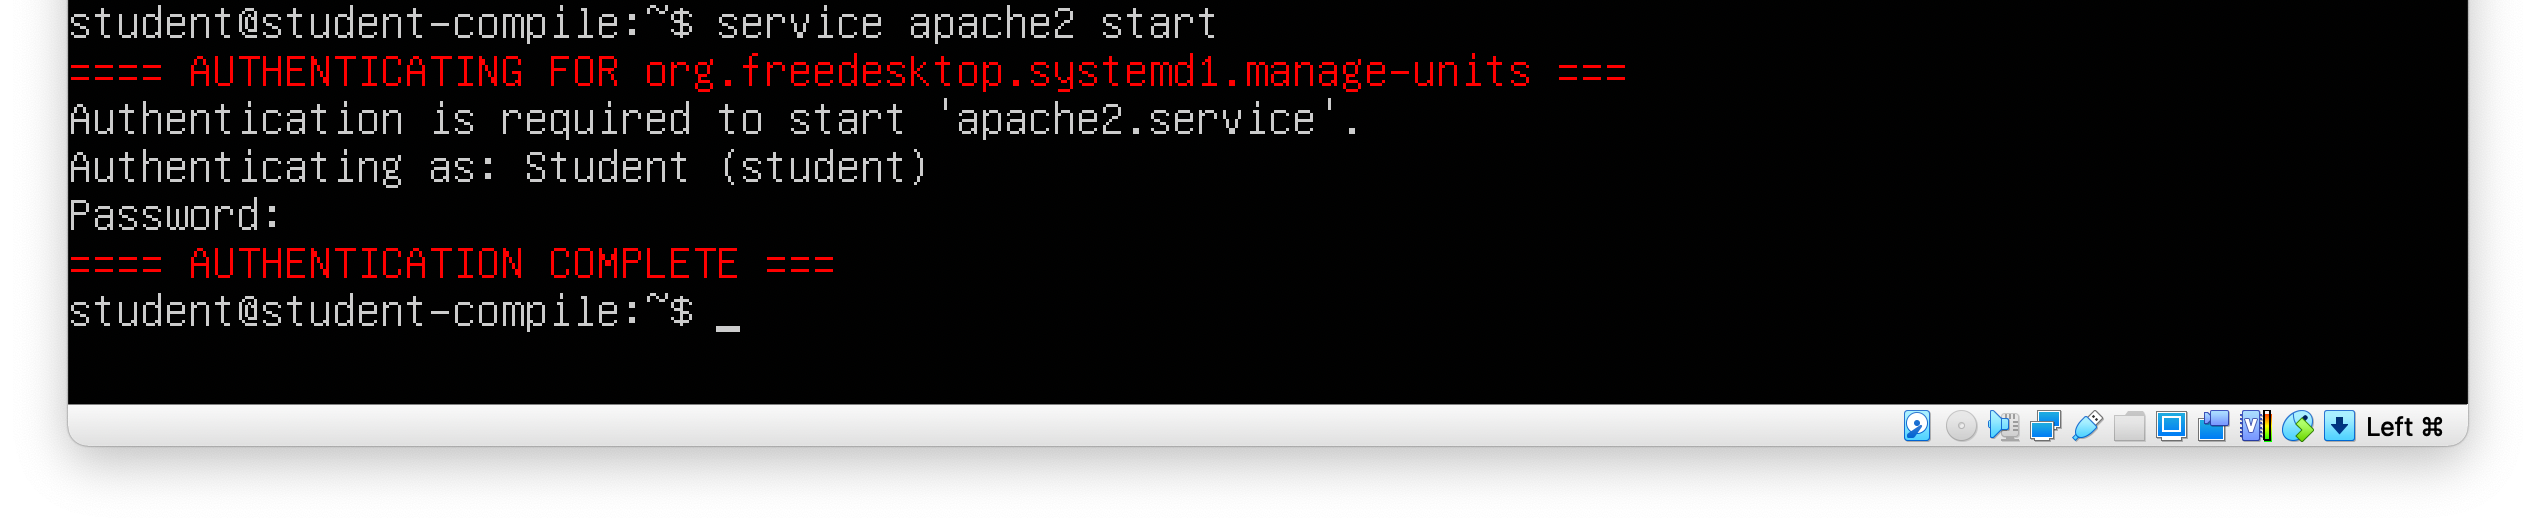 student@student-compile:~$ service apache2 start
==== AUTHENTICATING FOR org.freedesktop.systemd1.manage-units ===
Authentication is required to start 'apache2.service'.
Authenticating as: Student (student)
Password:
==== AUTHENTICATION COMPLETE ===
student@student-compile:~$ _
Left ⌘